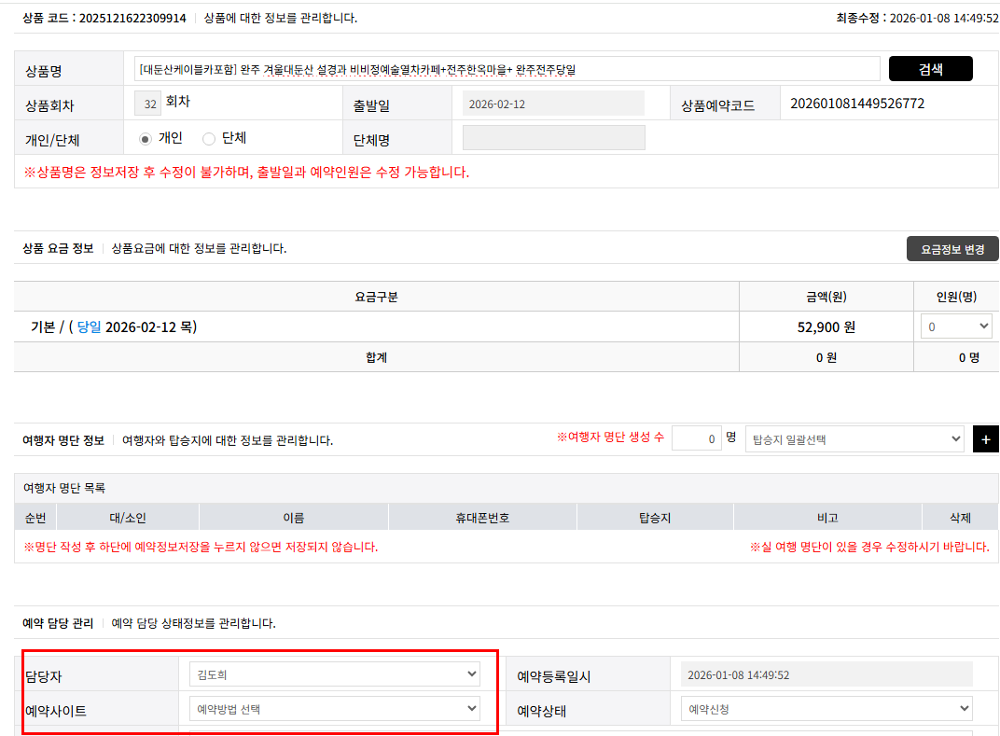 상품 코드 : 2025121622309914 상품에 대한 정보를 관리합니다. 최종수정 : 2026-01-08 14:49:52
상품명 [대둔산케이블카포함] 완주 겨울대둔산 설경과 비비정예술열차카페+전주한옥마을+ 완주전주당일 검색
상품회차 32 회차 출발일 2026-02-12 상품예약코드 202601081449526772
개인/단체 개인 단체 단체명
※상품명은 정보저장 후 수정이 불가하며, 출발일과 예약인원은 수정 가능합니다.
상품 요금 정보 상품요금에 대한 정보를 관리합니다. 요금정보 변경
요금구분 금액(원) 인원(명)
기본 / ( 당일 2026-02-12 목) 52,900 원 0
합계 0 원 0 명
여행자 명단 정보 여행자와 탑승지에 대한 정보를 관리합니다. ※여행자 명단 생성 수 0 명 탑승지 일괄선택 +
여행자 명단 목록
순번 대/소인 이름 휴대폰번호 탑승지 비고 삭제
※명단 작성 후 하단에 예약정보저장을 누르지 않으면 저장되지 않습니다. ※실 여행 명단이 있을 경우 수정하시기 바랍니다.
예약 담당 관리 예약 담당 상태정보를 관리합니다.
담당자 김도희 예약등록일시 2026-01-08 14:49:52
예약사이트 예약방법 선택 예약상태 예약신청